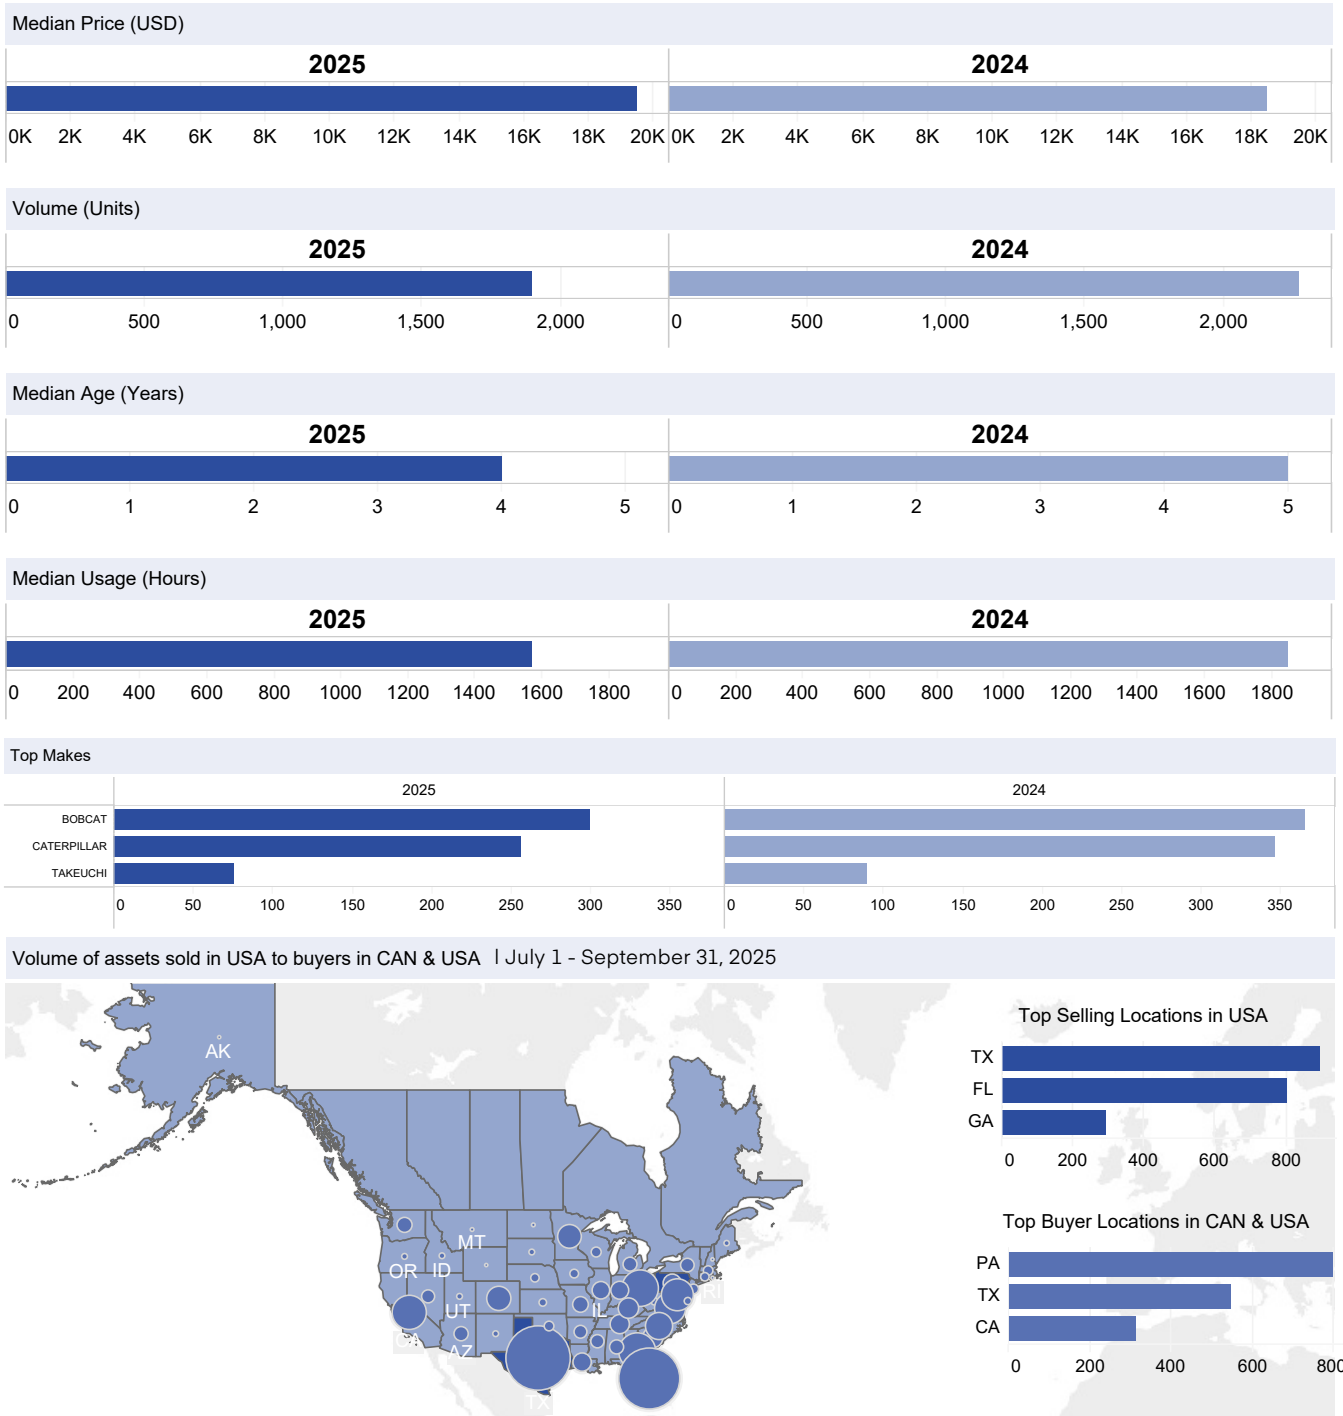 Median Price (USD)
2025 2024
0K 2K 4K 6K 8K 10K 12K 14K 16K 18K 20K 0K 2K 4K 6K 8K 10K 12K 14K 16K 18K 20K
Volume (Units)
2025 2024
0 500 1,000 1,500 2,000 0 500 1,000 1,500 2,000
Median Age (Years)
2025 2024
0 1 2 3 4 5 0 1 2 3 4 5
Median Usage (Hours)
2025 2024
0 200 400 600 800 1000 1200 1400 1600 1800 0 200 400 600 800 1000 1200 1400 1600 1800
Top Makes
2025 2024
BOBCAT
CATERPILLAR
TAKEUCHI
0 50 100 150 200 250 300 350 0 50 100 150 200 250 300 350
Volume of assets sold in USA to buyers in CAN & USA | July 1 - September 31, 2025
AK
MT
OR ID
UT
IL
RI
CA
AZ
TX
Top Selling Locations in USA
TX
FL
GA
0 200 400 600 800
Top Buyer Locations in CAN & USA
PA
TX
CA
0 200 400 600 800